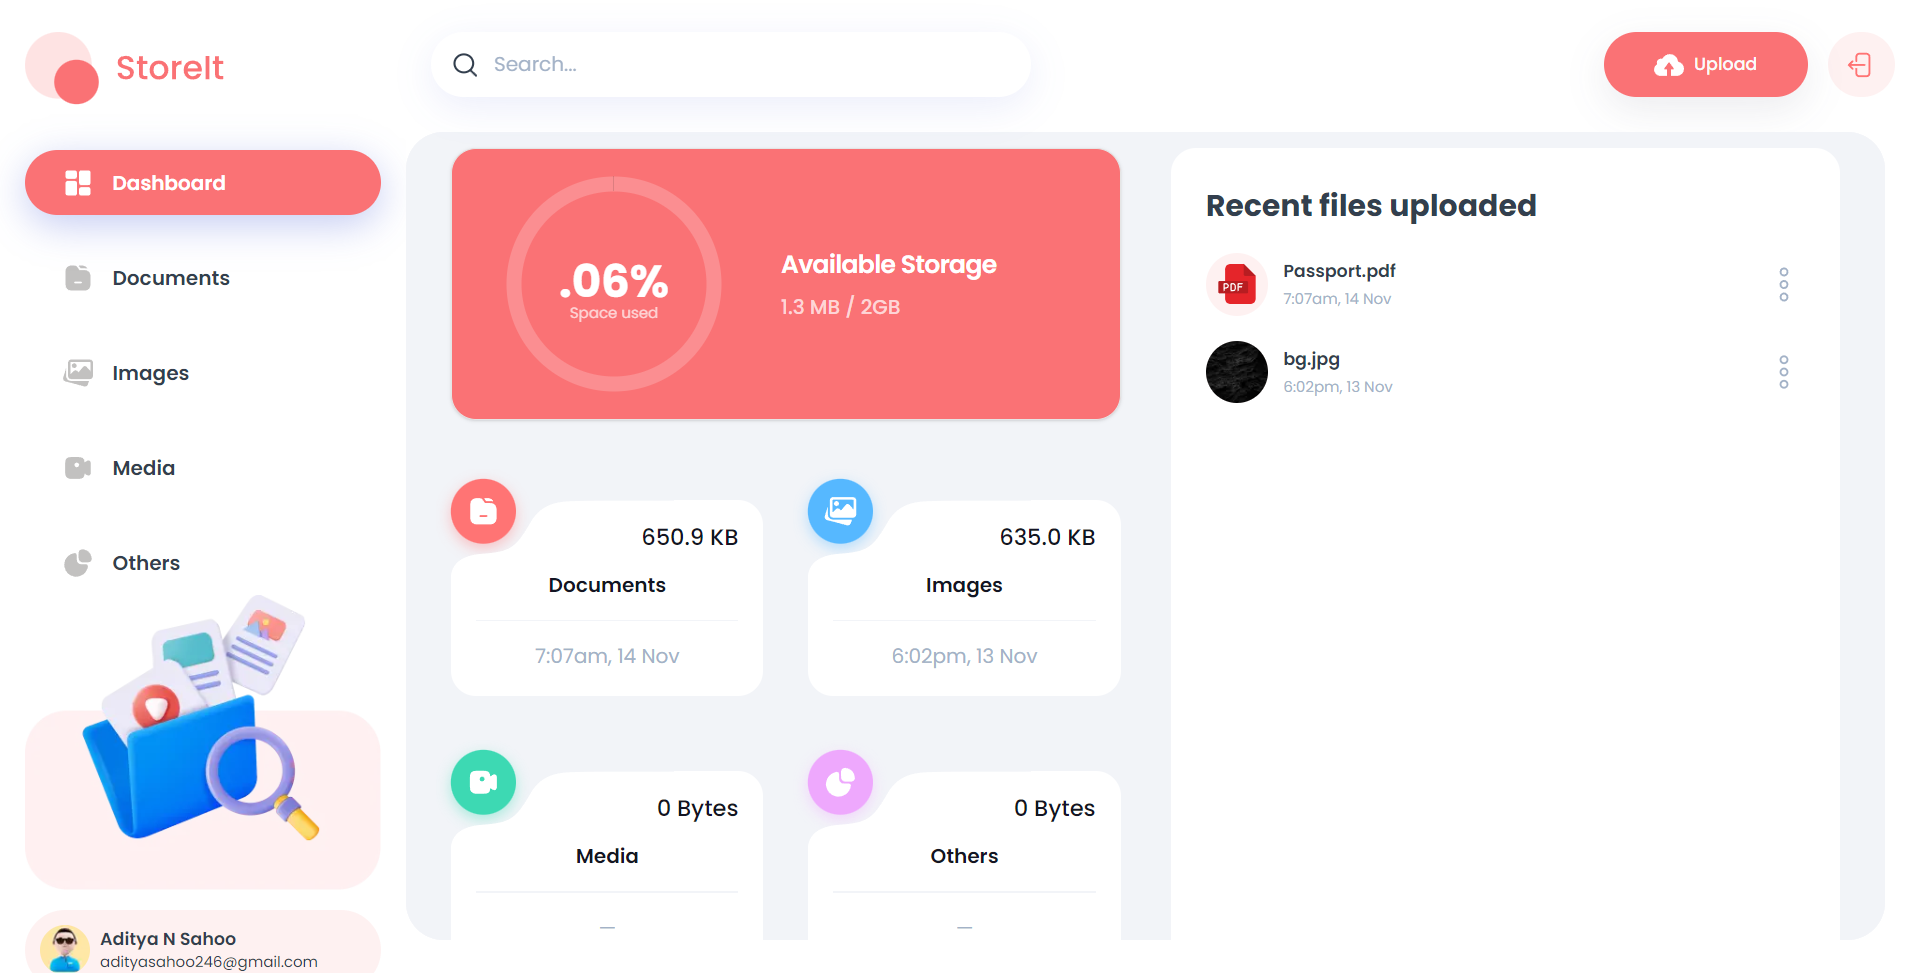 StoreIt
Search...
Upload
Dashboard
Documents
Images
Media
Others
Aditya N Sahoo
adityasahoo246@gmail.com
.06%
Space used
Available Storage
1.3 MB / 2GB
650.9 KB
Documents
7:07am, 14 Nov
635.0 KB
Images
6:02pm, 13 Nov
0 Bytes
Media
—
0 Bytes
Others
—
Recent files uploaded
PDF
Passport.pdf
7:07am, 14 Nov
bg.jpg
6:02pm, 13 Nov